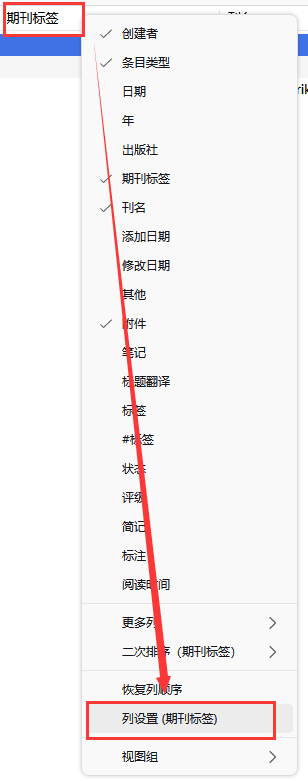 期刊标签
创建者
条目类型
日期
年
出版社
期刊标签
刊名
添加日期
修改日期
其他
附件
笔记
标题翻译
标签
#标签
状态
评级
简记
标注
阅读时间
更多列
二次排序（期刊标签）
恢复列顺序
列设置 (期刊标签)
视图组